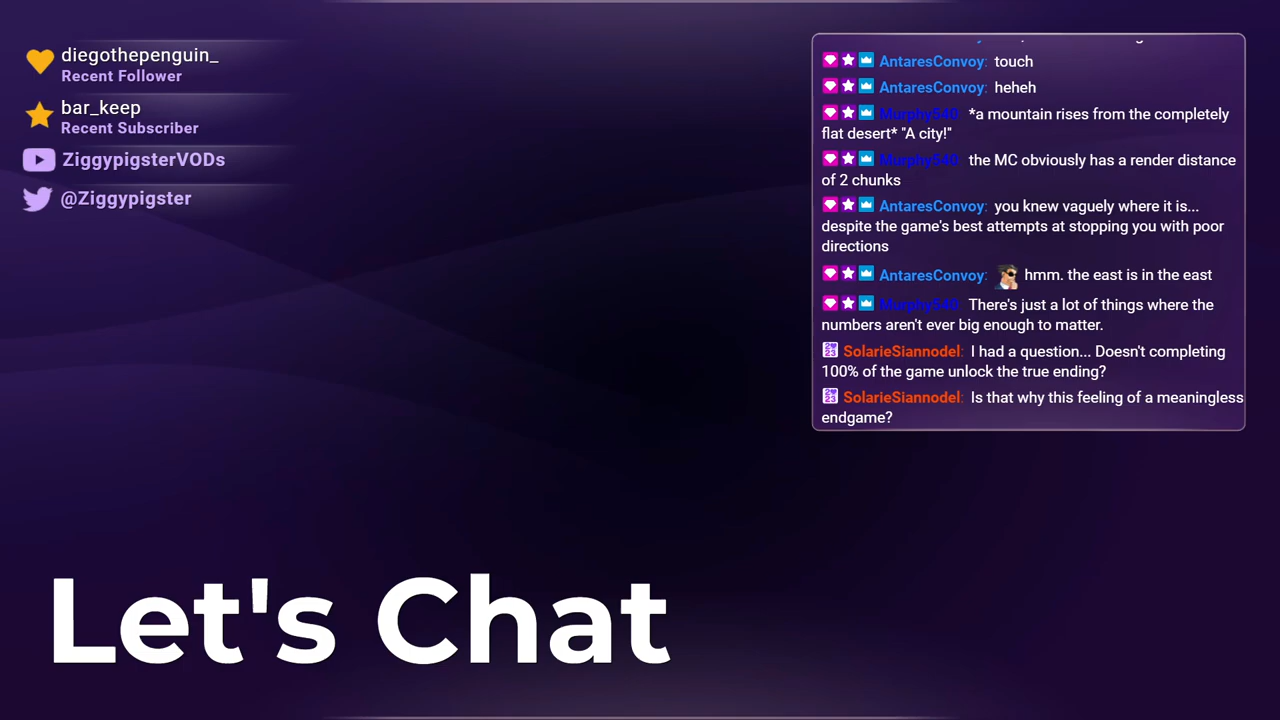 diegothepenguin_
Recent Follower
bar_keep
Recent Subscriber
ZiggypigsterVODs
@Ziggypigster
AntaresConvoy: touch
AntaresConvoy: heheh
Murphy540: *a mountain rises from the completely
flat desert* "A city!"
Murphy540: the MC obviously has a render distance
of 2 chunks
AntaresConvoy: you knew vaguely where it is...
despite the game's best attempts at stopping you with poor
directions
AntaresConvoy: hmm. the east is in the east
Murphy540: There's just a lot of things where the
numbers aren't ever big enough to matter.
SolarieSiannodel: I had a question... Doesn't completing
100% of the game unlock the true ending?
SolarieSiannodel: Is that why this feeling of a meaningless
endgame?
Let's Chat